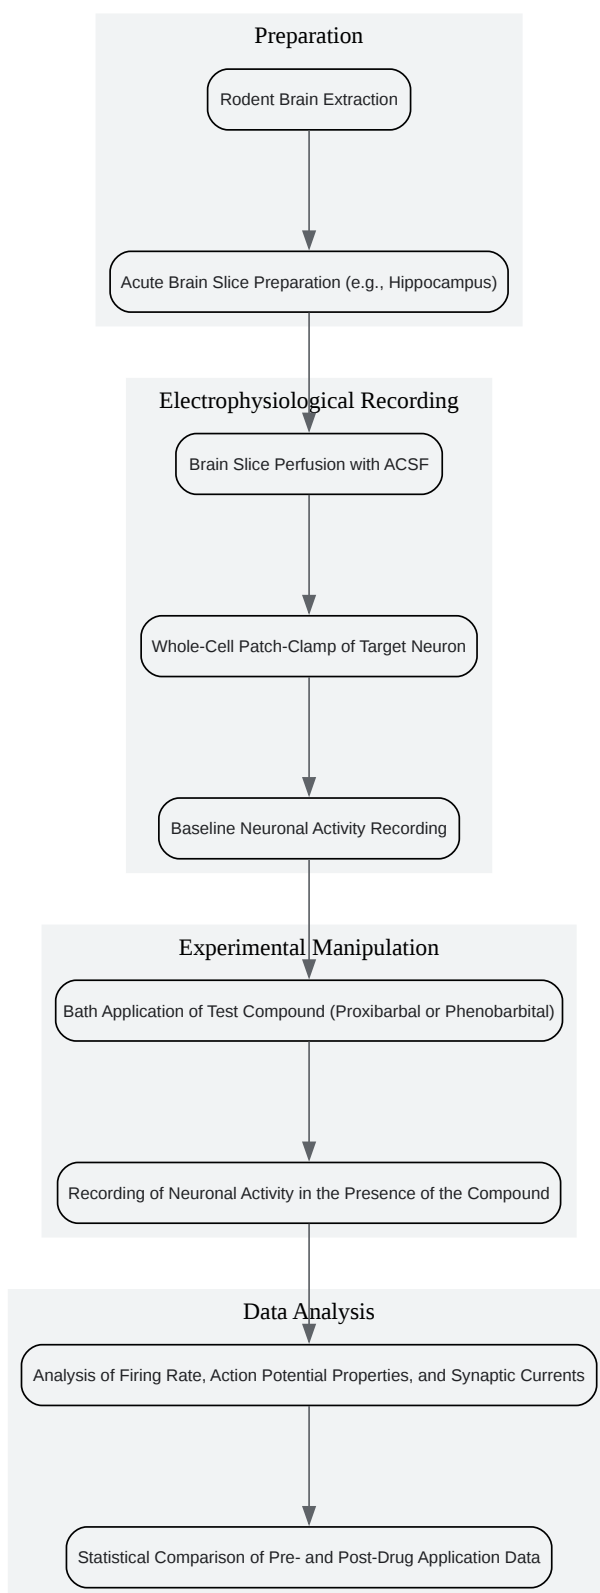 Preparation
Rodent Brain Extraction
Acute Brain Slice Preparation (e.g., Hippocampus)
Electrophysiological Recording
Brain Slice Perfusion with ACSF
Whole-Cell Patch-Clamp of Target Neuron
Baseline Neuronal Activity Recording
Experimental Manipulation
Bath Application of Test Compound (Proxibarbal or Phenobarbital)
Recording of Neuronal Activity in the Presence of the Compound
Data Analysis
Analysis of Firing Rate, Action Potential Properties, and Synaptic Currents
Statistical Comparison of Pre- and Post-Drug Application Data